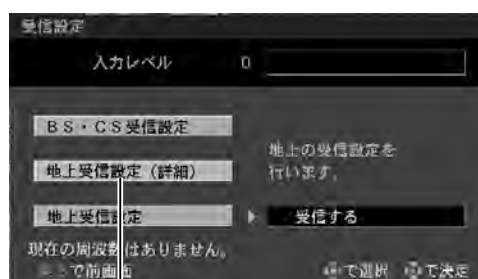 受信設定
入力レベル 0
BS・CS受信設定
地上受信設定（詳細）
地上の受信設定を
行います。
地上受信設定 受信する
現在の周波数はありません。
で前画面 で選択 で決定